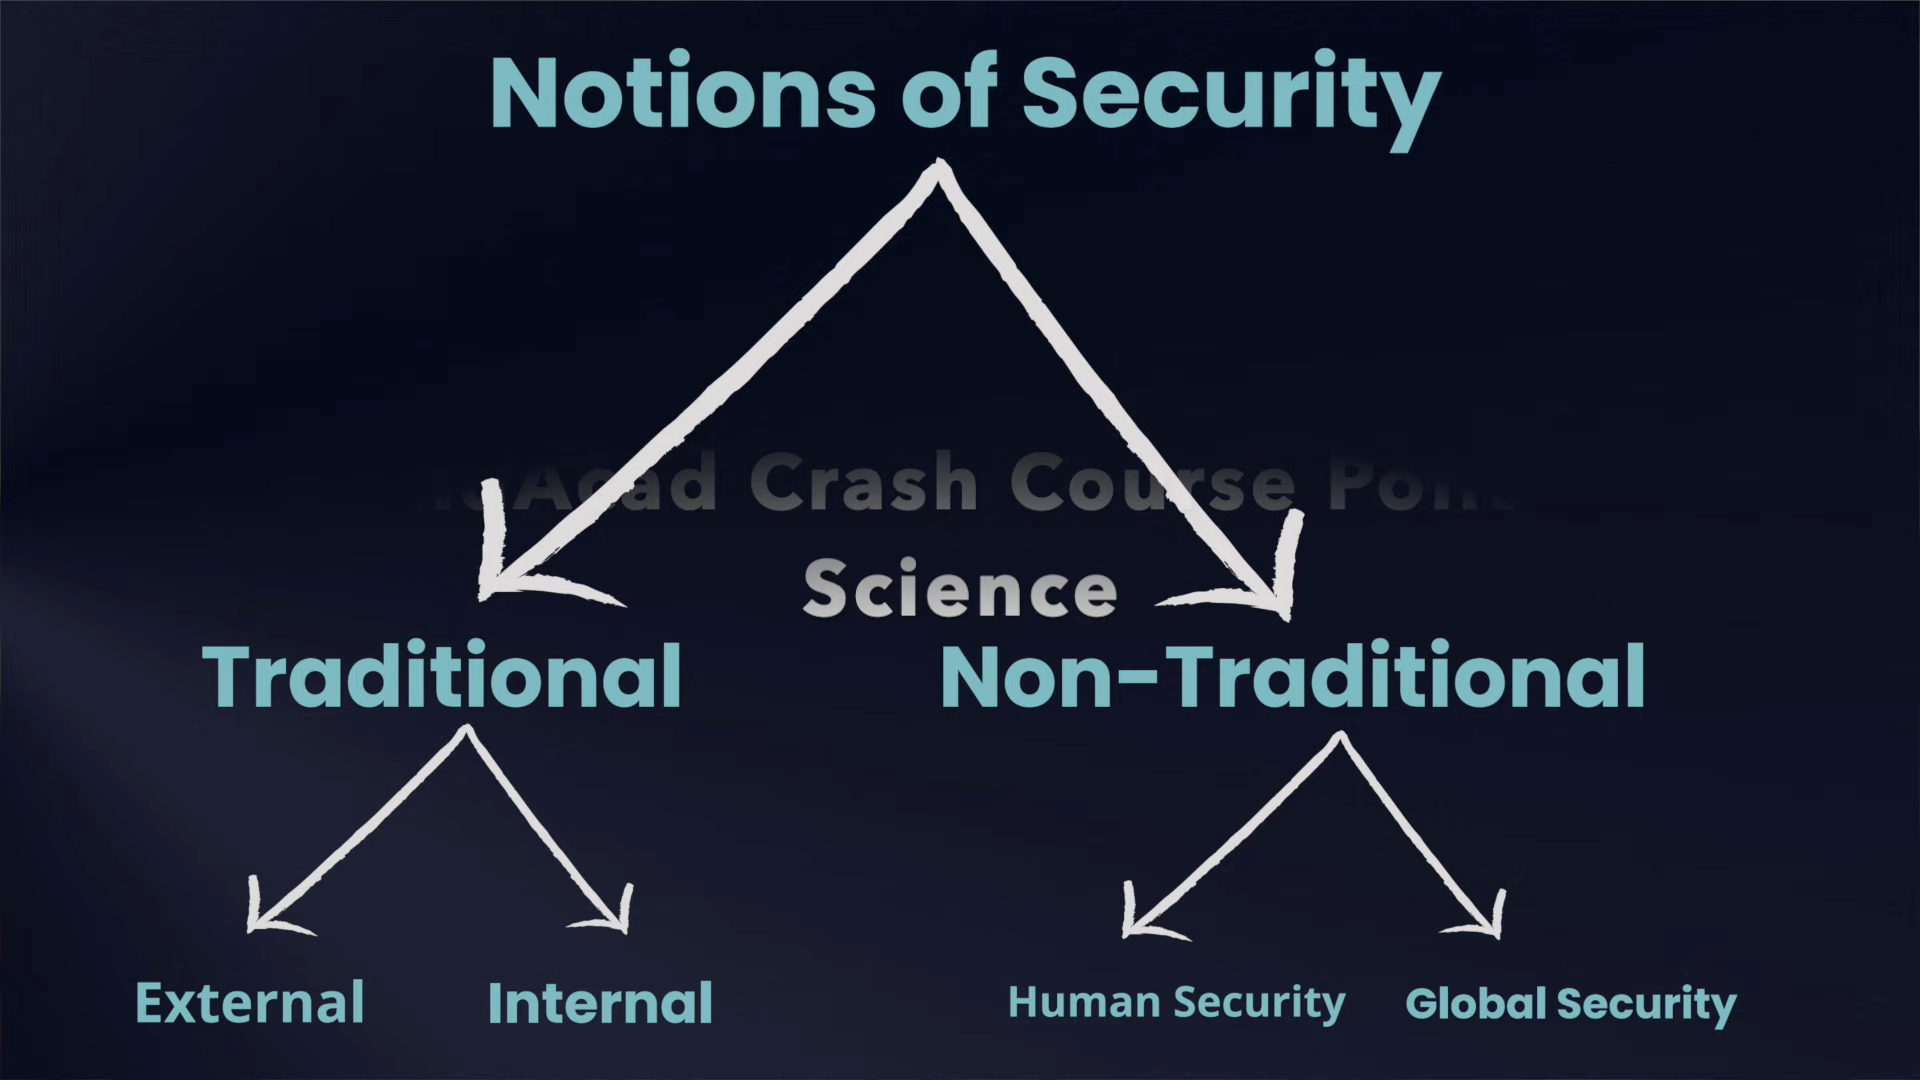 Notions of Security
Crash Course
Science
Traditional
Non-Traditional
External
Internal
Human Security
Global Security